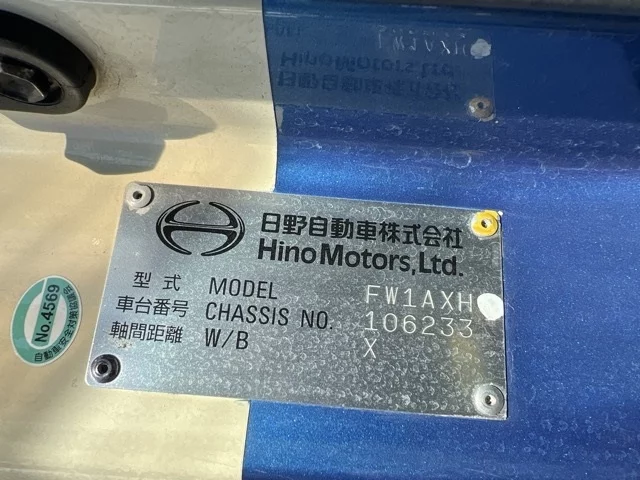 日野自動車株式会社
Hino Motors, Ltd.
型式 MODEL FW1AXH
車台番号 CHASSIS NO. 106233
軸間距離 W/B X
No.4569